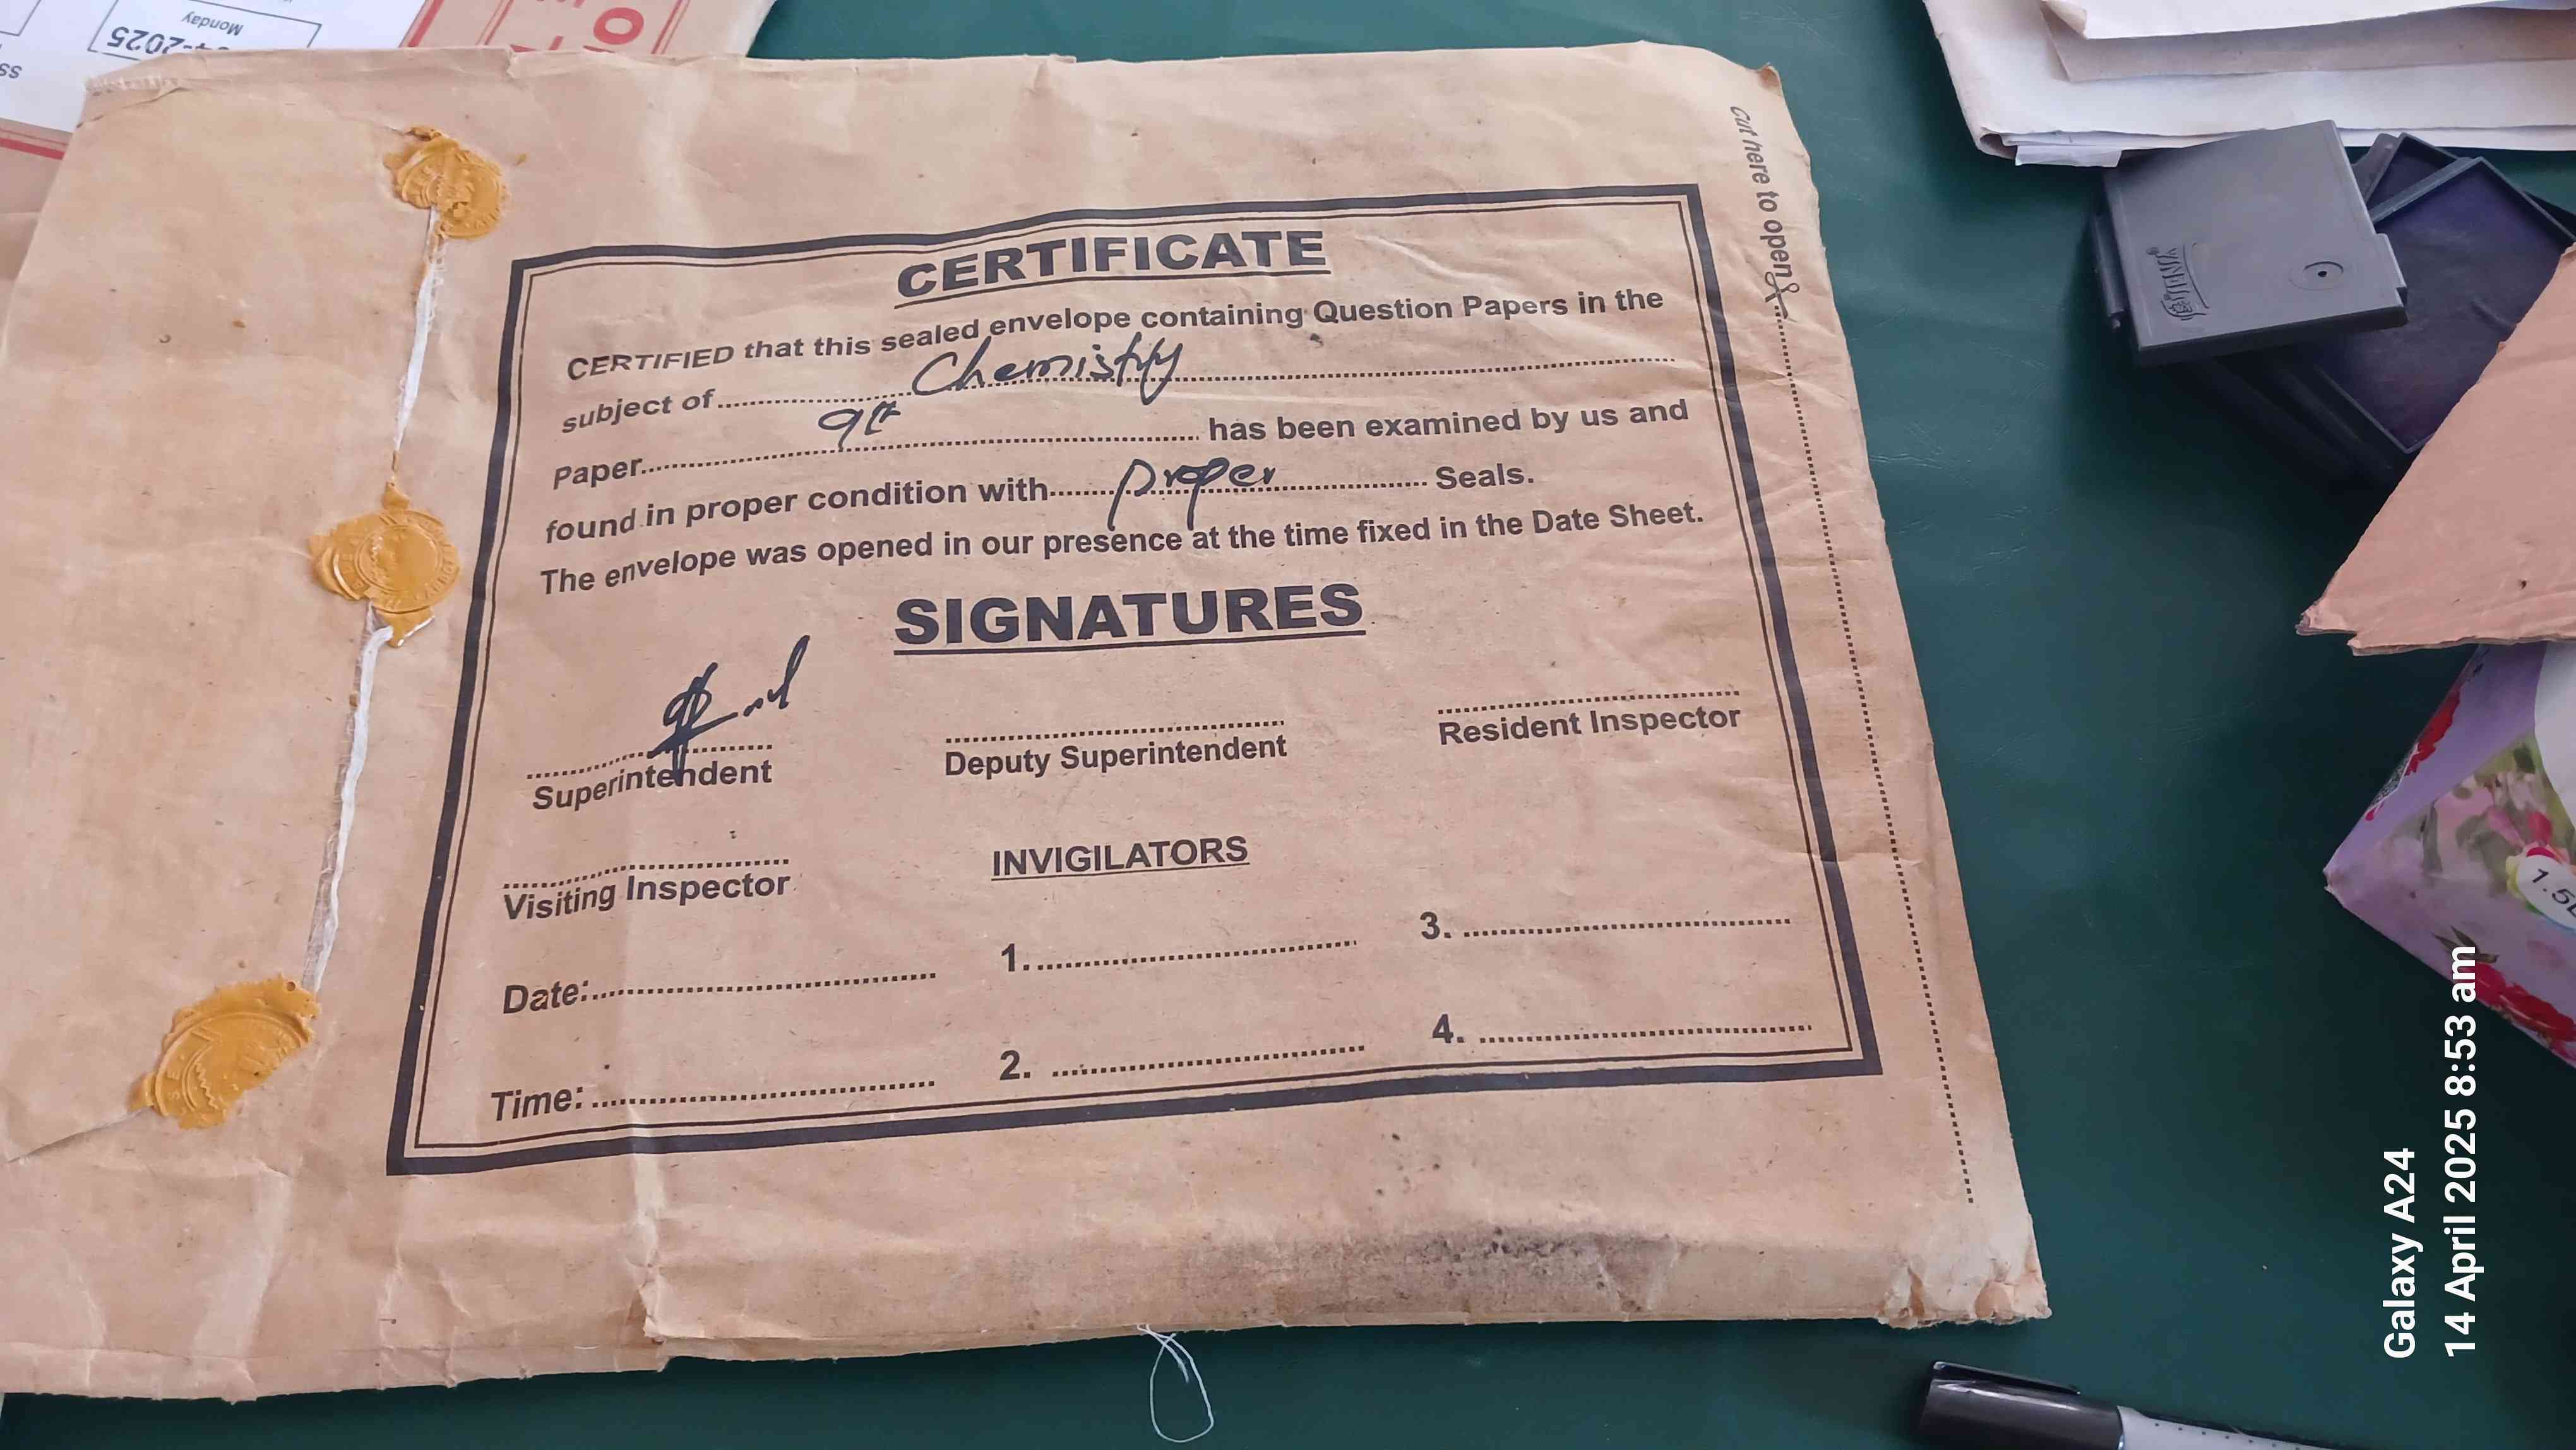 Monday
4-2025
ss
Cut here to open
CERTIFICATE
CERTIFIED that this sealed envelope containing Question Papers in the
subject of Chemistry
Paper 9th has been examined by us and
found in proper condition with proper Seals.
The envelope was opened in our presence at the time fixed in the Date Sheet.
SIGNATURES
Superintendent
Deputy Superintendent
Resident Inspector
Visiting Inspector
INVIGILATORS
Date:
1.
3.
Time:
2.
4.
Galaxy A24
14 April 2025 8:53 am